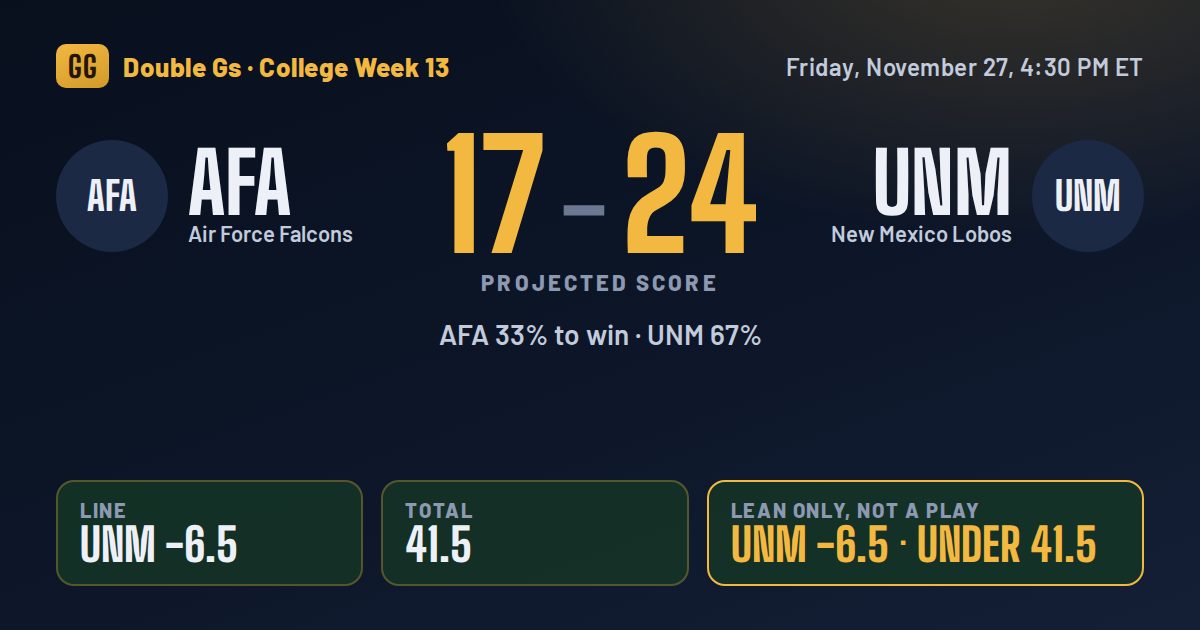 GG
Double Gs · College Week 13
Friday, November 27, 4:30 PM ET
AFA
AFA
Air Force Falcons
17 – 24
PROJECTED SCORE
AFA 33% to win · UNM 67%
UNM
New Mexico Lobos
UNM
LINE
UNM −6.5
TOTAL
41.5
LEAN ONLY, NOT A PLAY
UNM −6.5 · UNDER 41.5